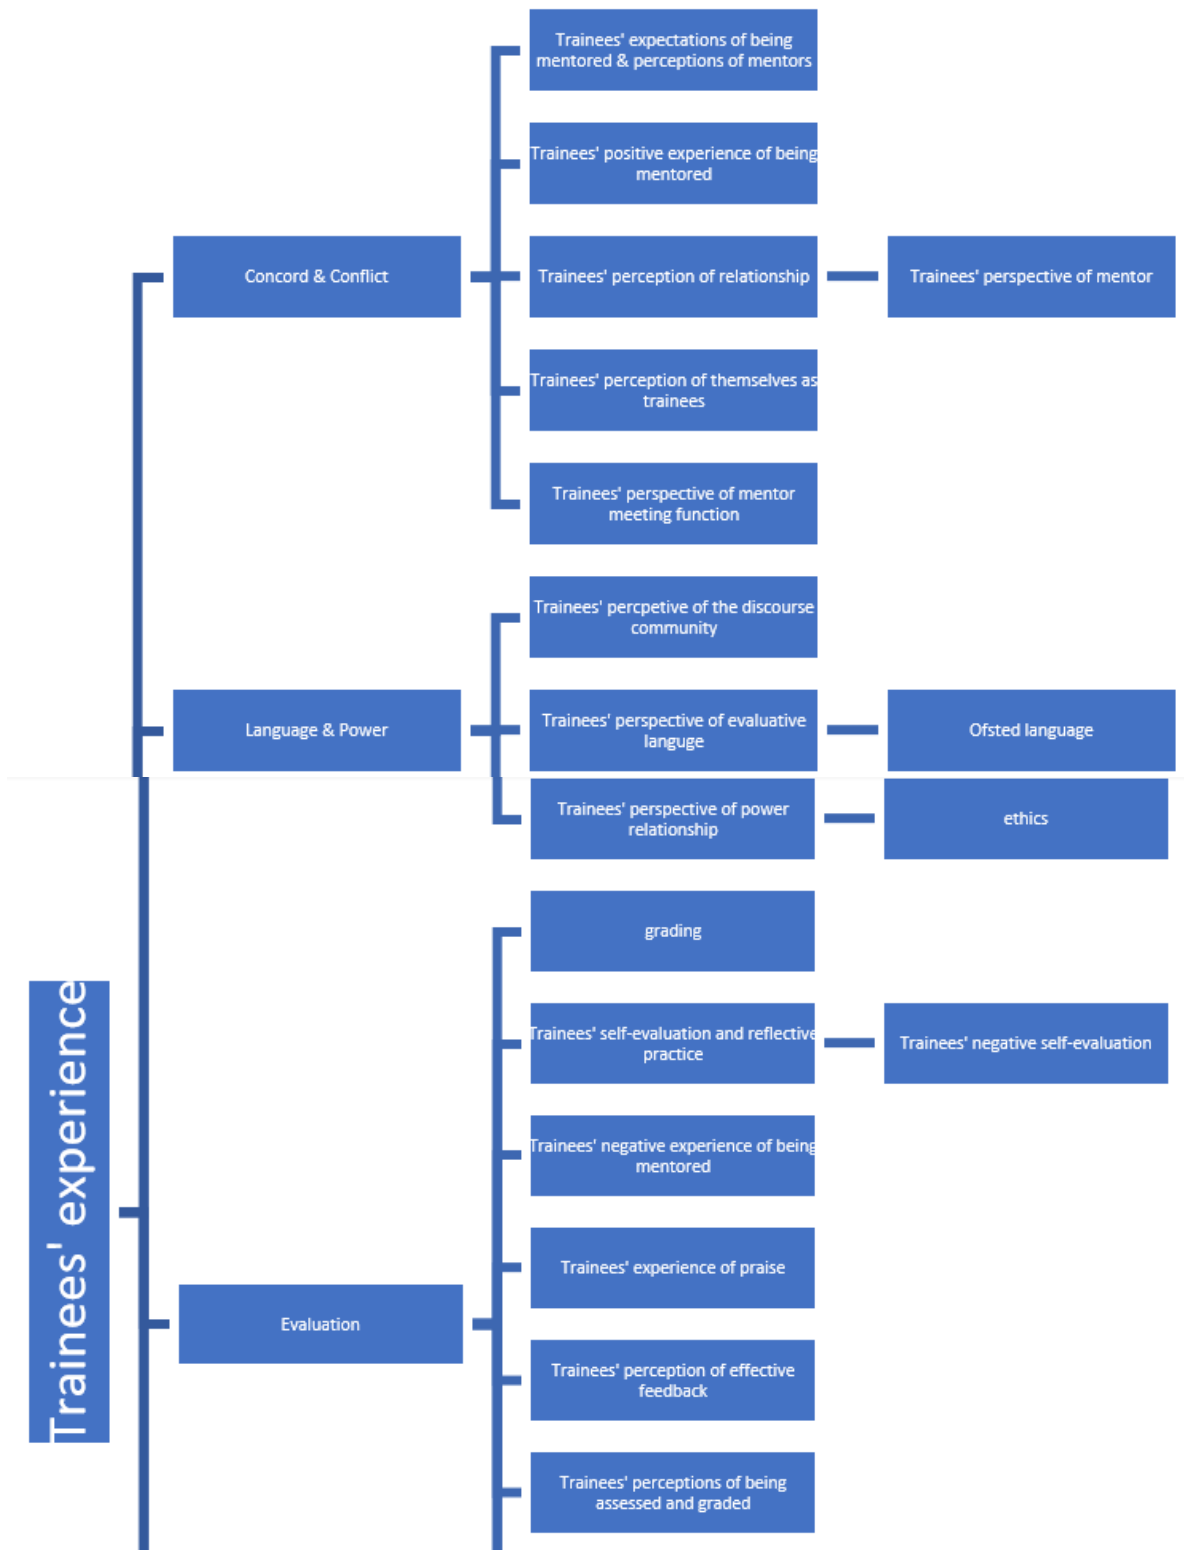 Trainees' expectations of being
mentored & perceptions of mentors
Trainees' positive experience of being
mentored
Concord & Conflict
Trainees' perception of relationship
Trainees' perspective of mentor
Trainees' perception of themselves as
trainees
Trainees' perspective of mentor
meeting function
Trainees' percpetive of the discourse
community
Language & Power
Trainees' perspective of evaluative
languge
Ofsted language
Trainees' perspective of power
relationship
ethics
grading
Trainees' experience
Trainees' self-evaluation and reflective
practice
Trainees' negative self-evaluation
Trainees' negative experience of being
mentored
Trainees' experience of praise
Evaluation
Trainees' perception of effective
feedback
Trainees' perceptions of being
assessed and graded